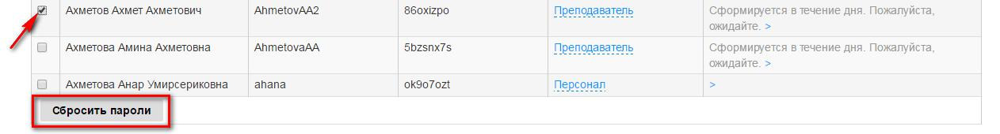 Ахметов Ахмет Ахметович AhmetovAA2 86oxizpo Преподаватель Сформируется в течение дня. Пожалуйста,
ожидайте. >
Ахметова Амина Ахметовна AhmetovaAA 5bzsnx7s Преподаватель Сформируется в течение дня. Пожалуйста,
ожидайте. >
Ахметова Анар Умирсериковна ahana ok9o7ozt Персонал >
Сбросить пароли